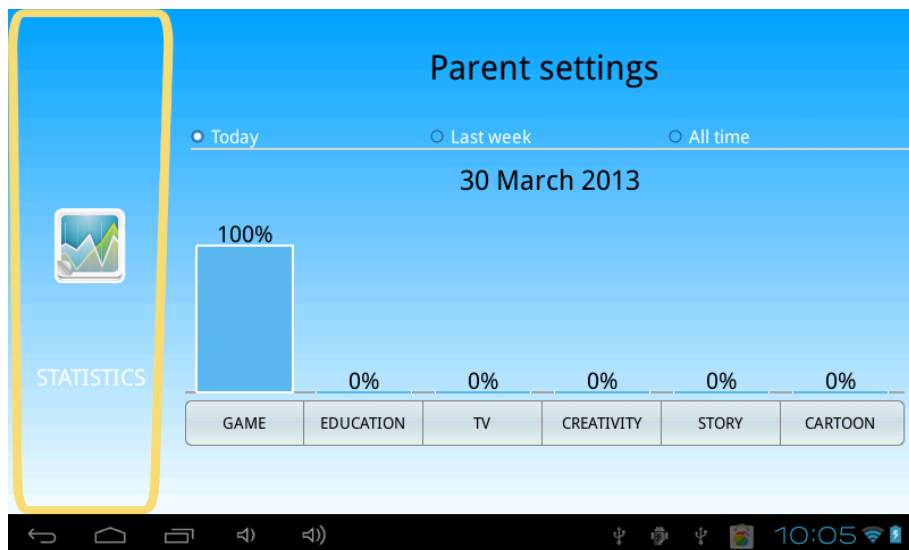 Parent settings
Today Last week All time
30 March 2013
100%
STATISTICS
0% 0% 0% 0% 0%
GAME EDUCATION TV CREATIVITY STORY CARTOON
10:05